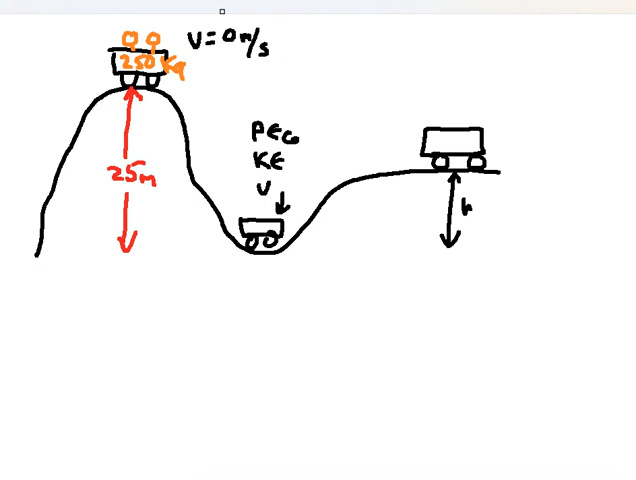 V = 0 m/s
250 Kg
25m
PEG
KE
V
h